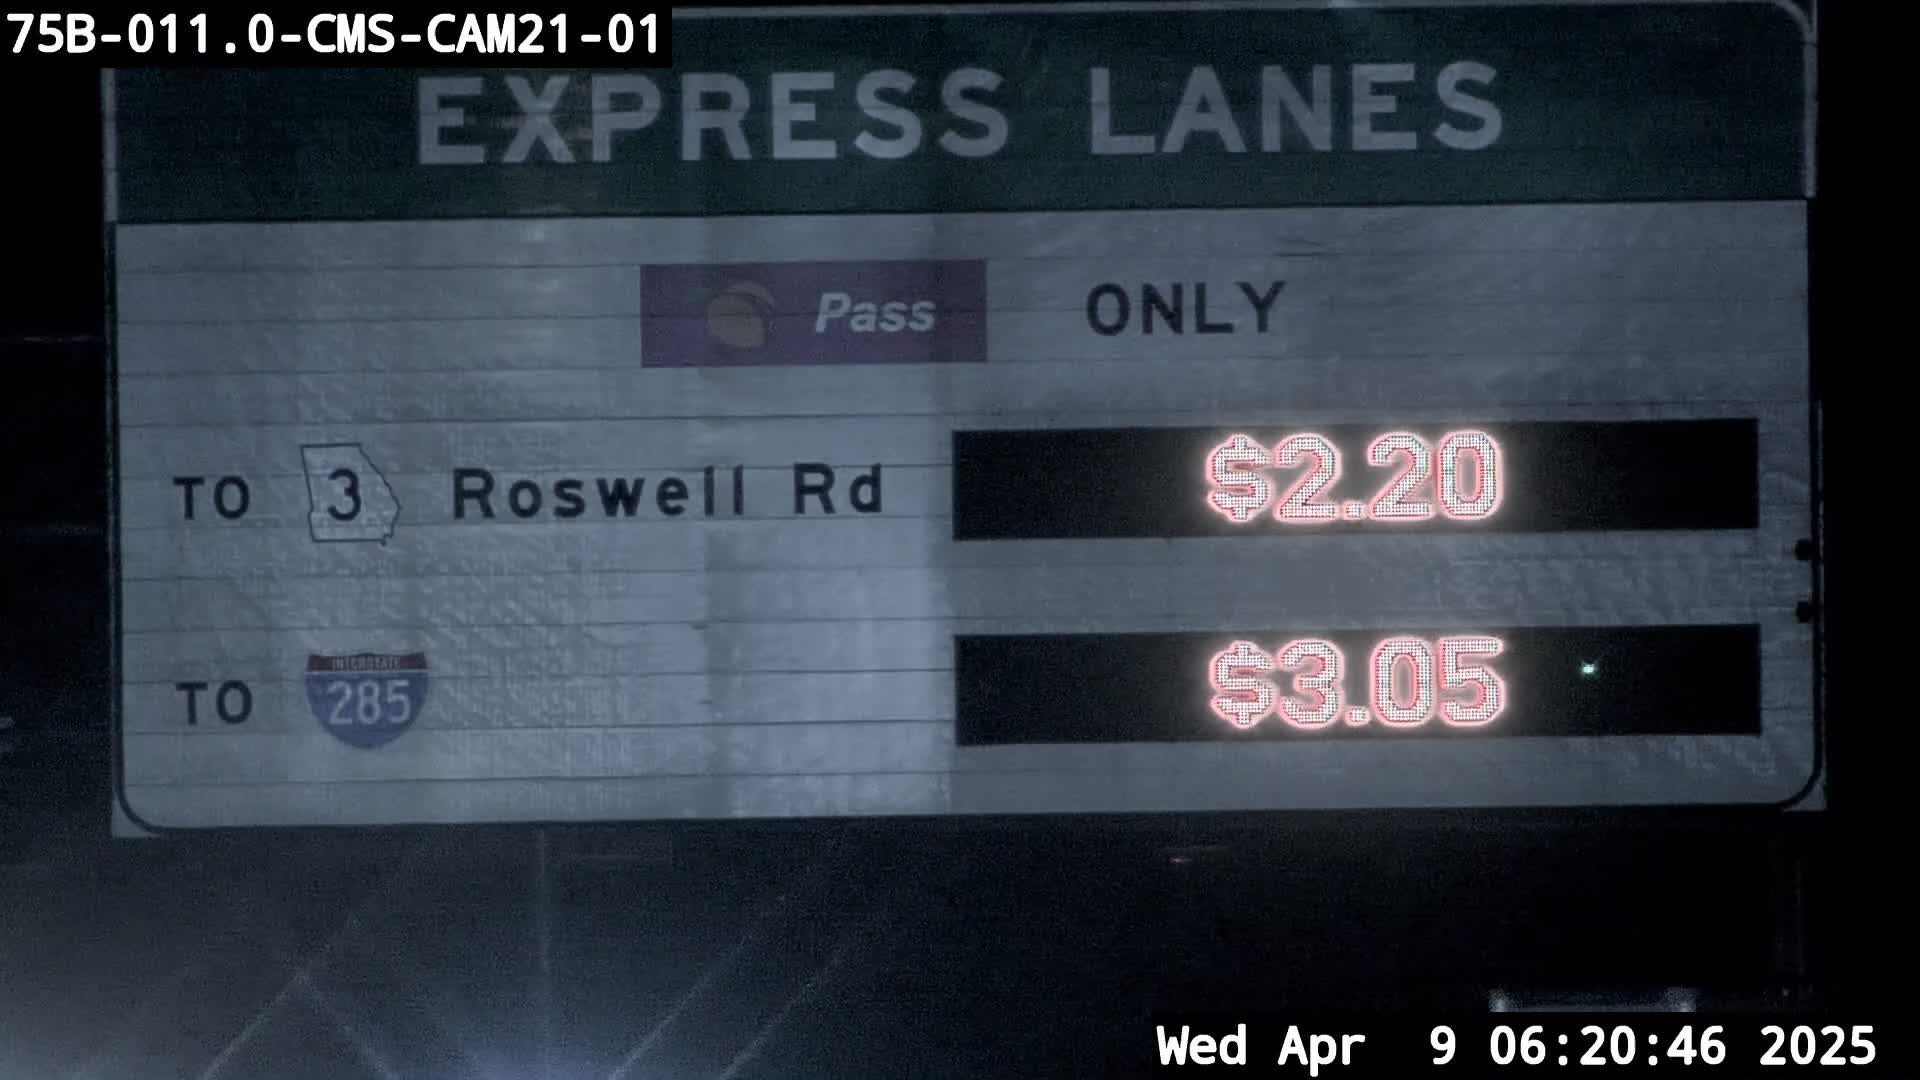 75B-011.0-CMS-CAM21-01
EXPRESS LANES
Pass ONLY
TO 3 Roswell Rd $2.20
INTERSTATE
TO 285 $3.05
Wed Apr 9 06:20:46 2025